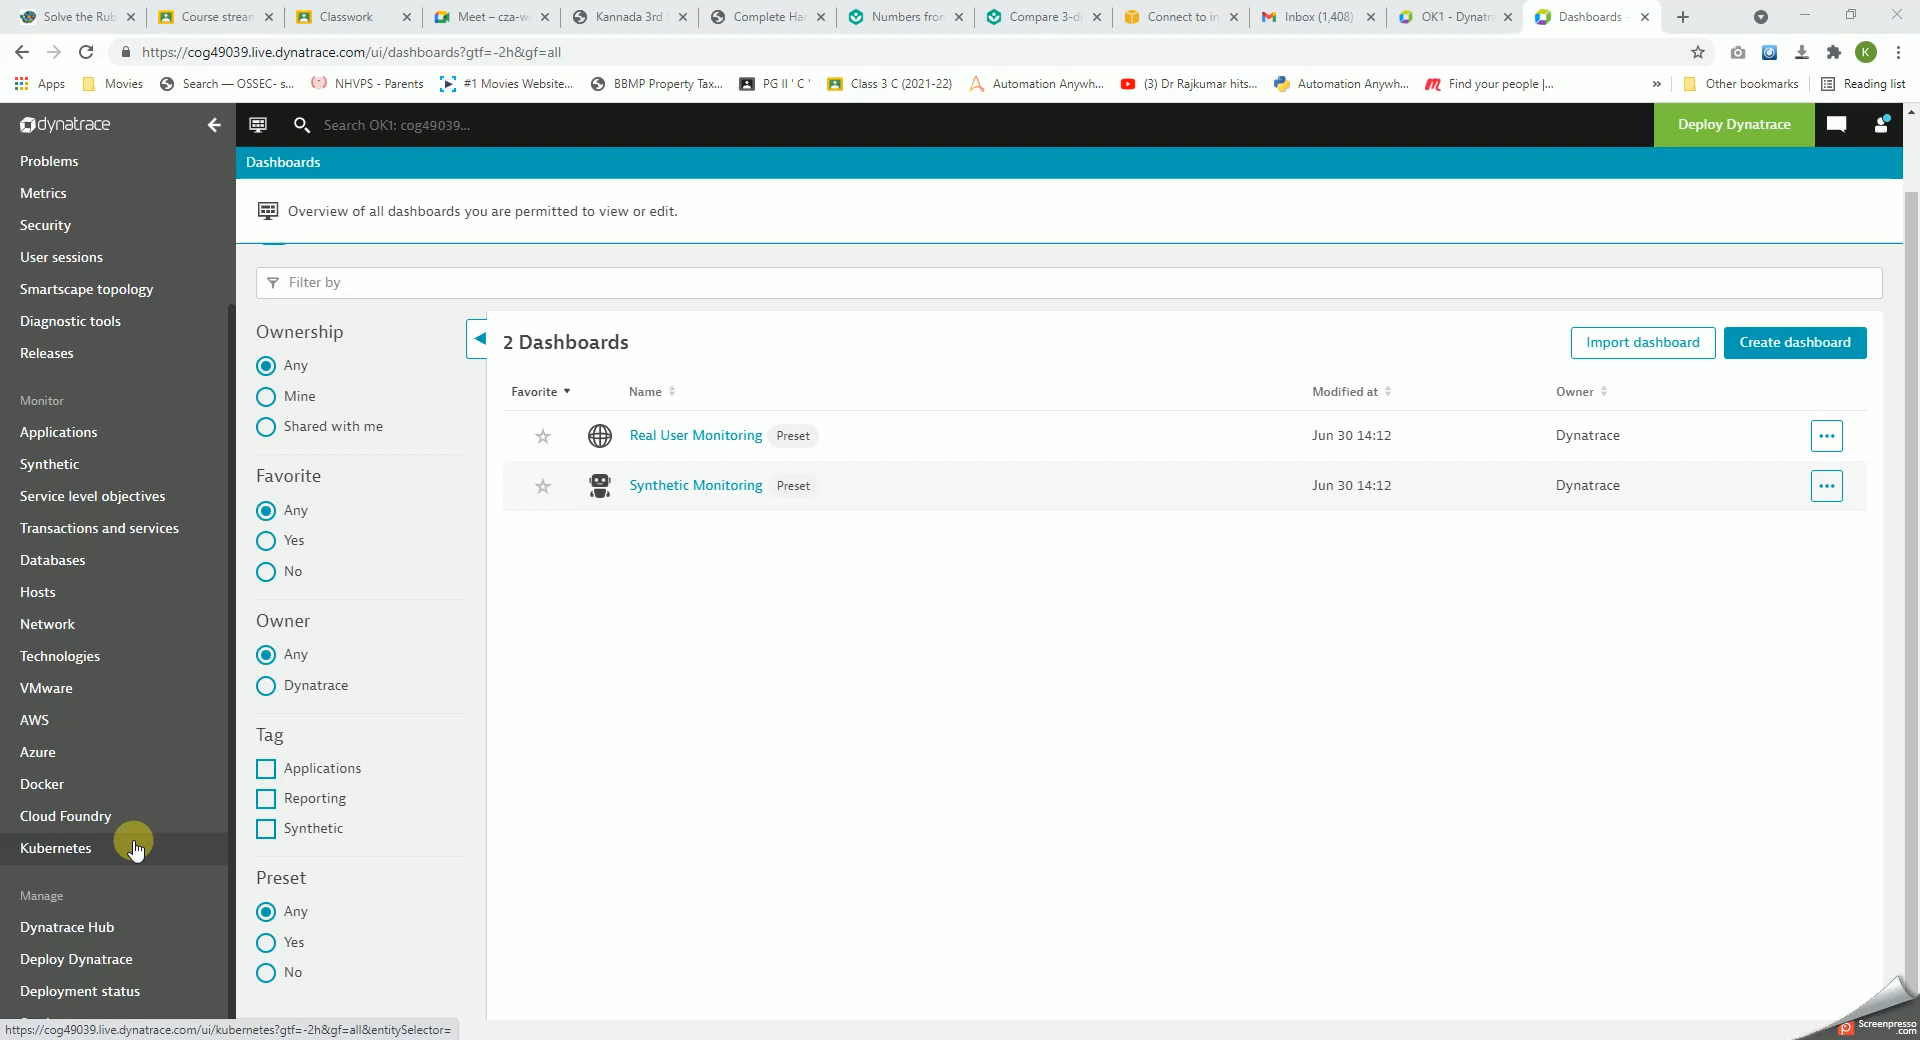 Solve the Rub
Course strean
Classwork
Meet – cza-w
Kannada 3rd
Complete Ha
Numbers fron
Compare 3-di
Connect to in
Inbox (1,408)
OK1 - Dynatr
Dashboards -
https://cog49039.live.dynatrace.com/ui/dashboards?gtf=-2h&gf=all
K
Apps
Movies
Search — OSSEC- s...
NHVPS - Parents
#1 Movies Website...
BBMP Property Tax...
PG II ' C '
Class 3 C (2021-22)
Automation Anywh...
(3) Dr Rajkumar hits...
Automation Anywh...
Find your people |...
»
Other bookmarks
Reading list
dynatrace
Search OK1: cog49039...
Deploy Dynatrace
Problems
Metrics
Security
User sessions
Smartscape topology
Diagnostic tools
Releases
Monitor
Applications
Synthetic
Service level objectives
Transactions and services
Databases
Hosts
Network
Technologies
VMware
AWS
Azure
Docker
Cloud Foundry
Kubernetes
Manage
Dynatrace Hub
Deploy Dynatrace
Deployment status
Dashboards
Overview of all dashboards you are permitted to view or edit.
Filter by
Ownership
Any
Mine
Shared with me
Favorite
Any
Yes
No
Owner
Any
Dynatrace
Tag
Applications
Reporting
Synthetic
Preset
Any
Yes
No
2 Dashboards
Import dashboard
Create dashboard
Favorite Name Modified at Owner
Real User Monitoring Preset Jun 30 14:12 Dynatrace ...
Synthetic Monitoring Preset Jun 30 14:12 Dynatrace ...
https://cog49039.live.dynatrace.com/ui/kubernetes?gtf=-2h&gf=all&entitySelector=
Screenpresso
.com